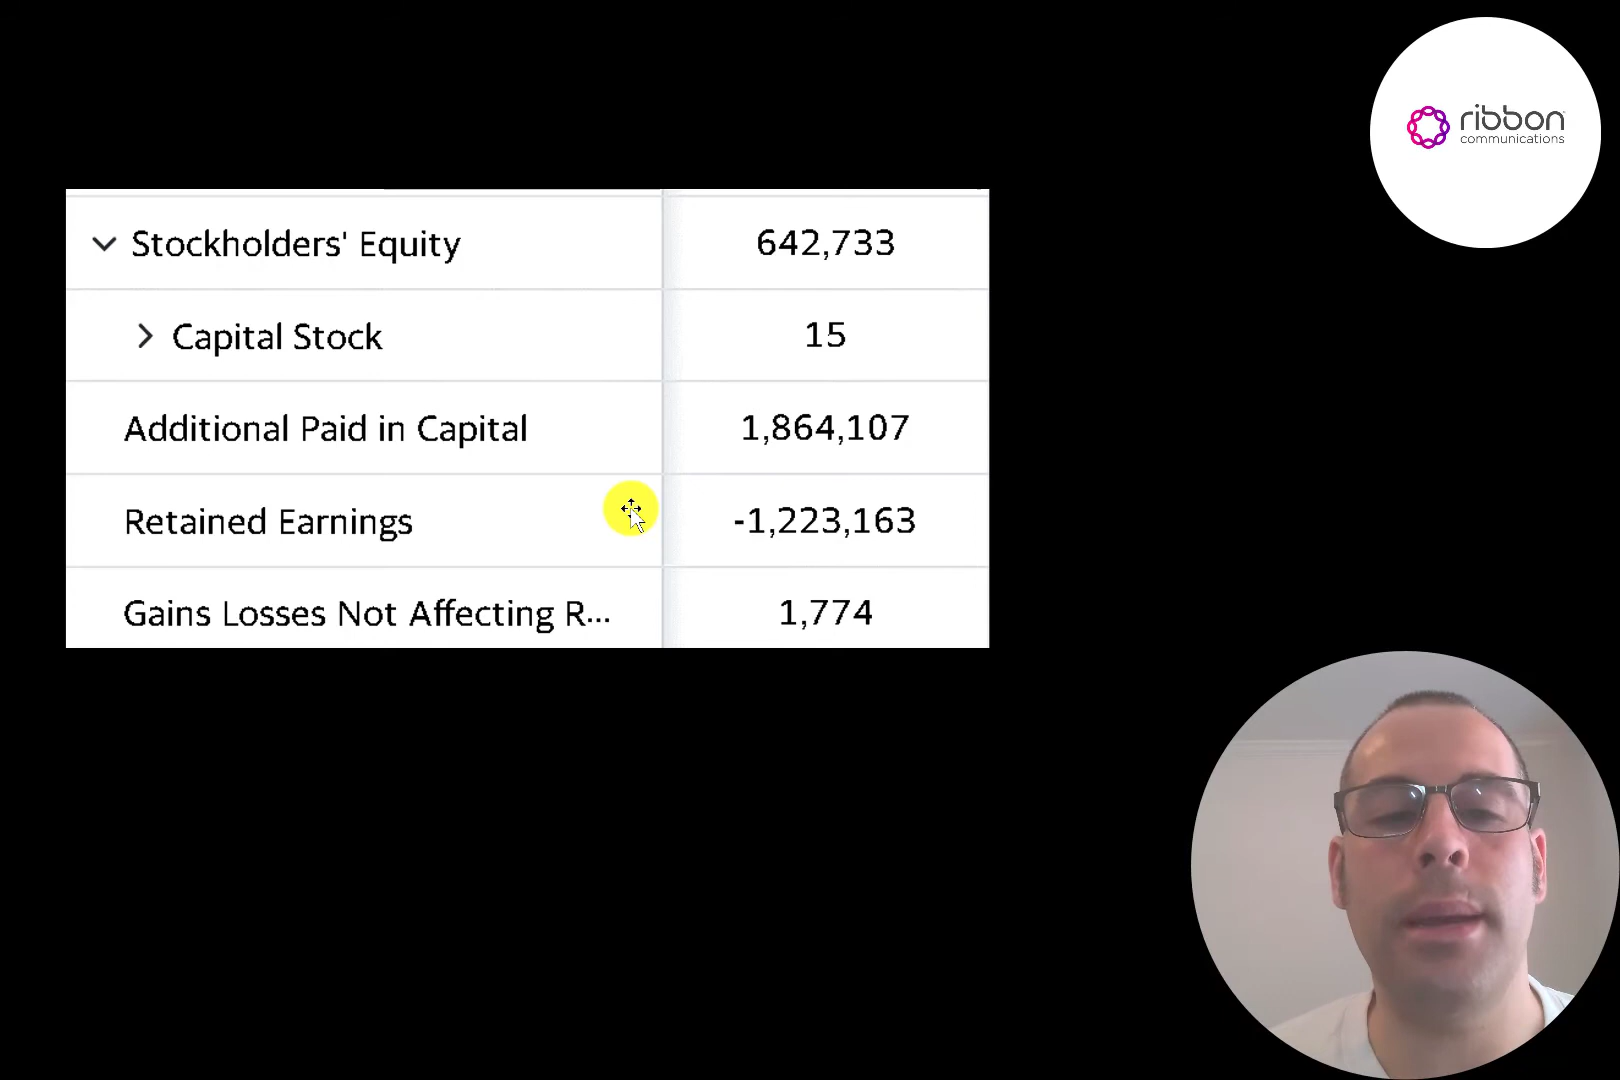 ribbon
communications
Stockholders' Equity 642,733
Capital Stock 15
Additional Paid in Capital 1,864,107
Retained Earnings -1,223,163
Gains Losses Not Affecting R... 1,774